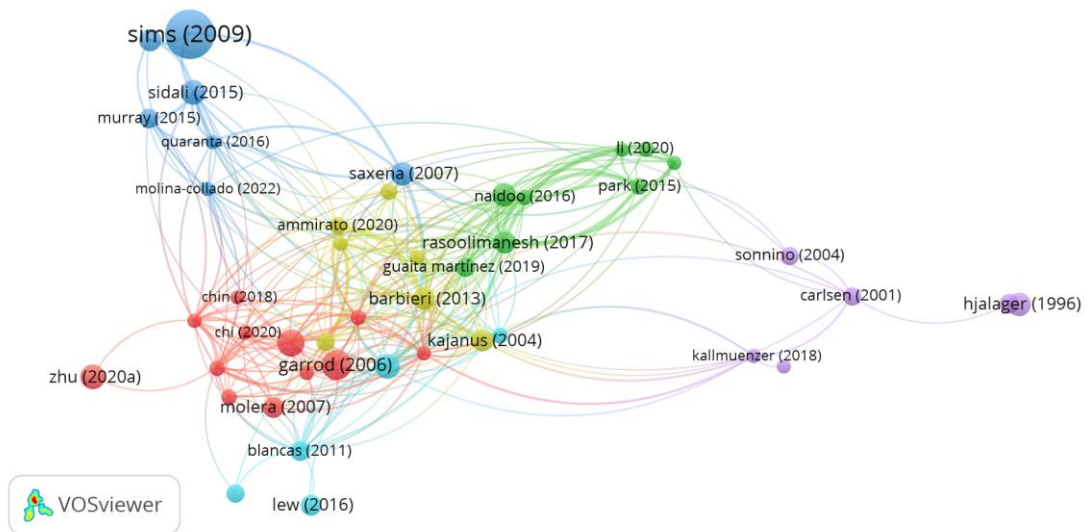 sims (2009)
sidali (2015)
murray (2015)
quaranta (2016)
li (2020)
saxena (2007)
park (2015)
molina-collado (2022)
naidoo (2016)
ammirato (2020)
rasoolimanesh (2017)
sonnino (2004)
guaita martínez (2019)
chin (2018)
barbieri (2013)
carlsen (2001)
hjalager (1996)
chi (2020)
kajanus (2004)
kallmuenzer (2018)
garrod (2006)
zhu (2020a)
molera (2007)
blancas (2011)
lew (2016)
VOSviewer